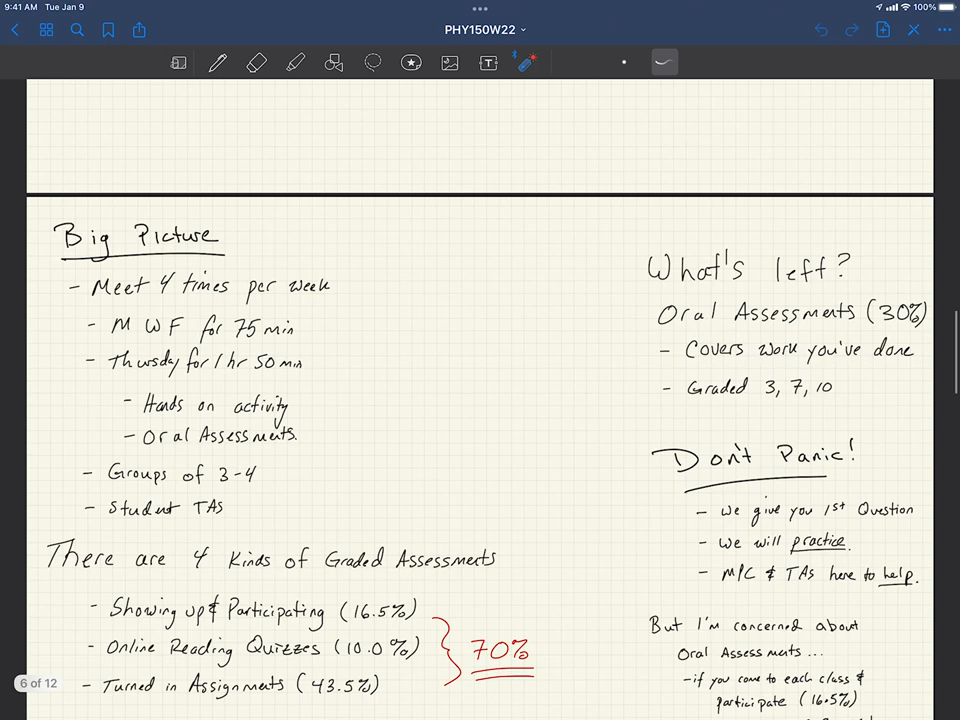 9:41 AM Tue Jan 9
100%
PHY150W22
Big Picture
- Meet 4 times per week
- M W F for 75 min
- Thursday for 1 hr 50 min
- Hands on activity
- Oral Assessments.
- Groups of 3-4
- Student TAs
There are 4 Kinds of Graded Assessments
- Showing up & Participating (16.5%)
- Online Reading Quizzes (10.0%)
- Turned in Assignments (43.5%)
70%
6 of 12
What's left?
Oral Assessments (30%)
- Covers work you've done
- Graded 3, 7, 10
Don't Panic!
- We give you 1st Question
- We will practice.
- MPC & TAs here to help.
But I'm concerned about
Oral Assessments...
- if you come to each class &
participate (16.5%)